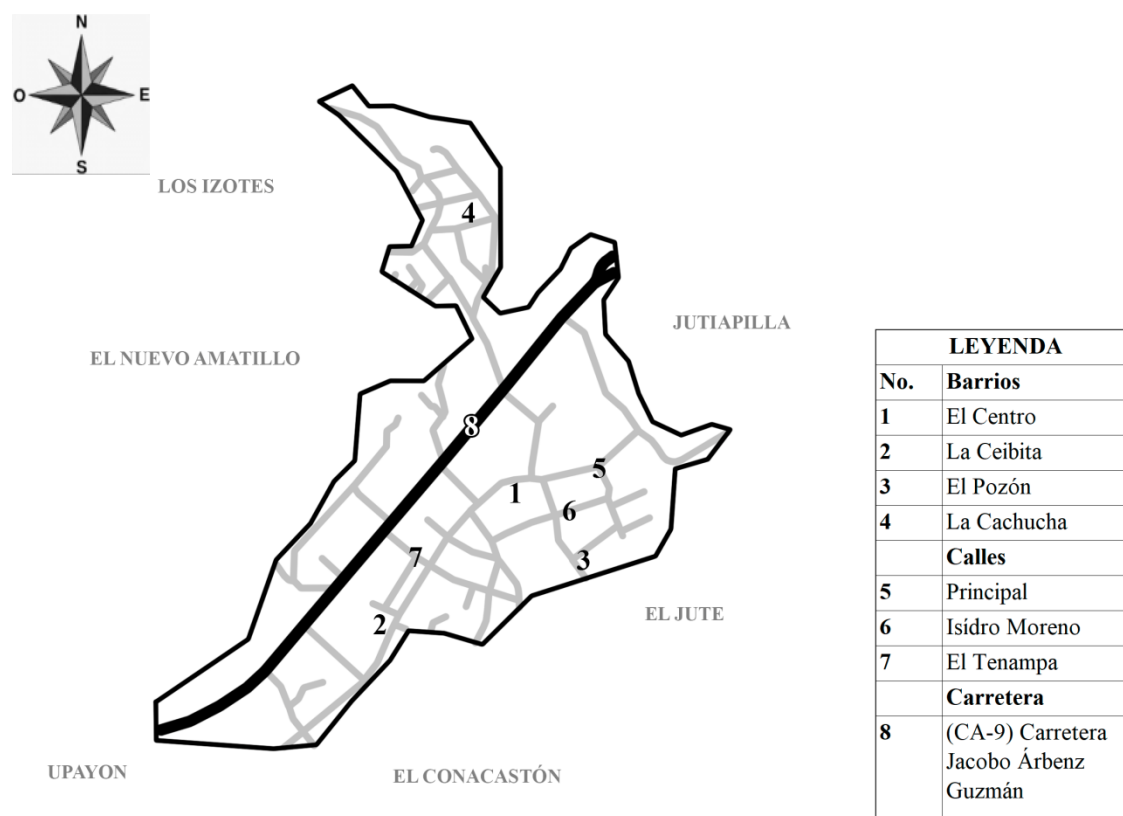 N
O
E
S
LOS IZOTES
4
JUTIAPILLA
EL NUEVO AMATILLO
8
5
1
6
7
3
2
EL JUTE
UPAYON
EL CONACASTÓN
LEYENDA
No. Barrios
1 El Centro
2 La Ceibita
3 El Pozón
4 La Cachucha
Calles
5 Principal
6 Isídro Moreno
7 El Tenampa
Carretera
8 (CA-9) Carretera
Jacobo Árbenz
Guzmán